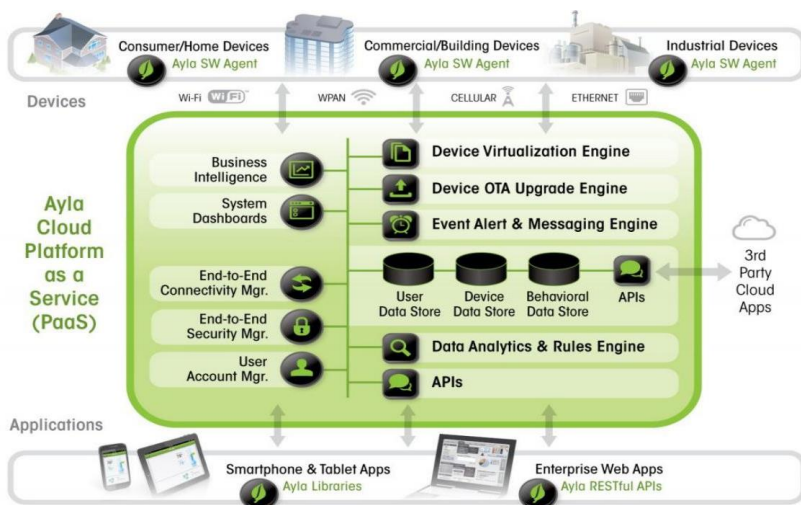 Consumer/Home Devices
Ayla SW Agent
Commercial/Building Devices
Ayla SW Agent
Industrial Devices
Ayla SW Agent
Devices
Wi-Fi
WiFi
WPAN
CELLULAR
ETHERNET
Ayla
Cloud
Platform
as a
Service
(PaaS)
Business
Intelligence
System
Dashboards
End-to-End
Connectivity Mgr.
End-to-End
Security Mgr.
User
Account Mgr.
Device Virtualization Engine
Device OTA Upgrade Engine
Event Alert & Messaging Engine
User
Data Store
Device
Data Store
Behavioral
Data Store
APIs
Data Analytics & Rules Engine
APIs
3rd
Party
Cloud
Apps
Applications
Smartphone & Tablet Apps
Ayla Libraries
Enterprise Web Apps
Ayla RESTful APIs